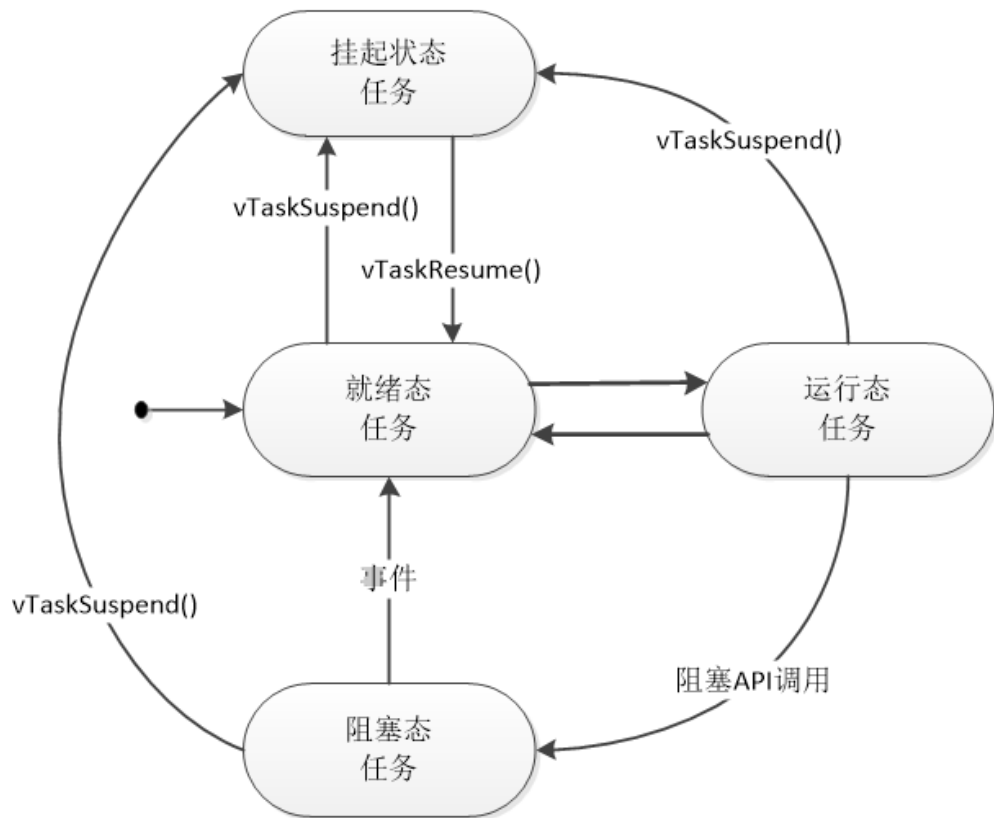 挂起状态
任务
vTaskSuspend()
vTaskSuspend()
vTaskResume()
就绪态
任务
运行态
任务
事件
vTaskSuspend()
阻塞API调用
阻塞态
任务